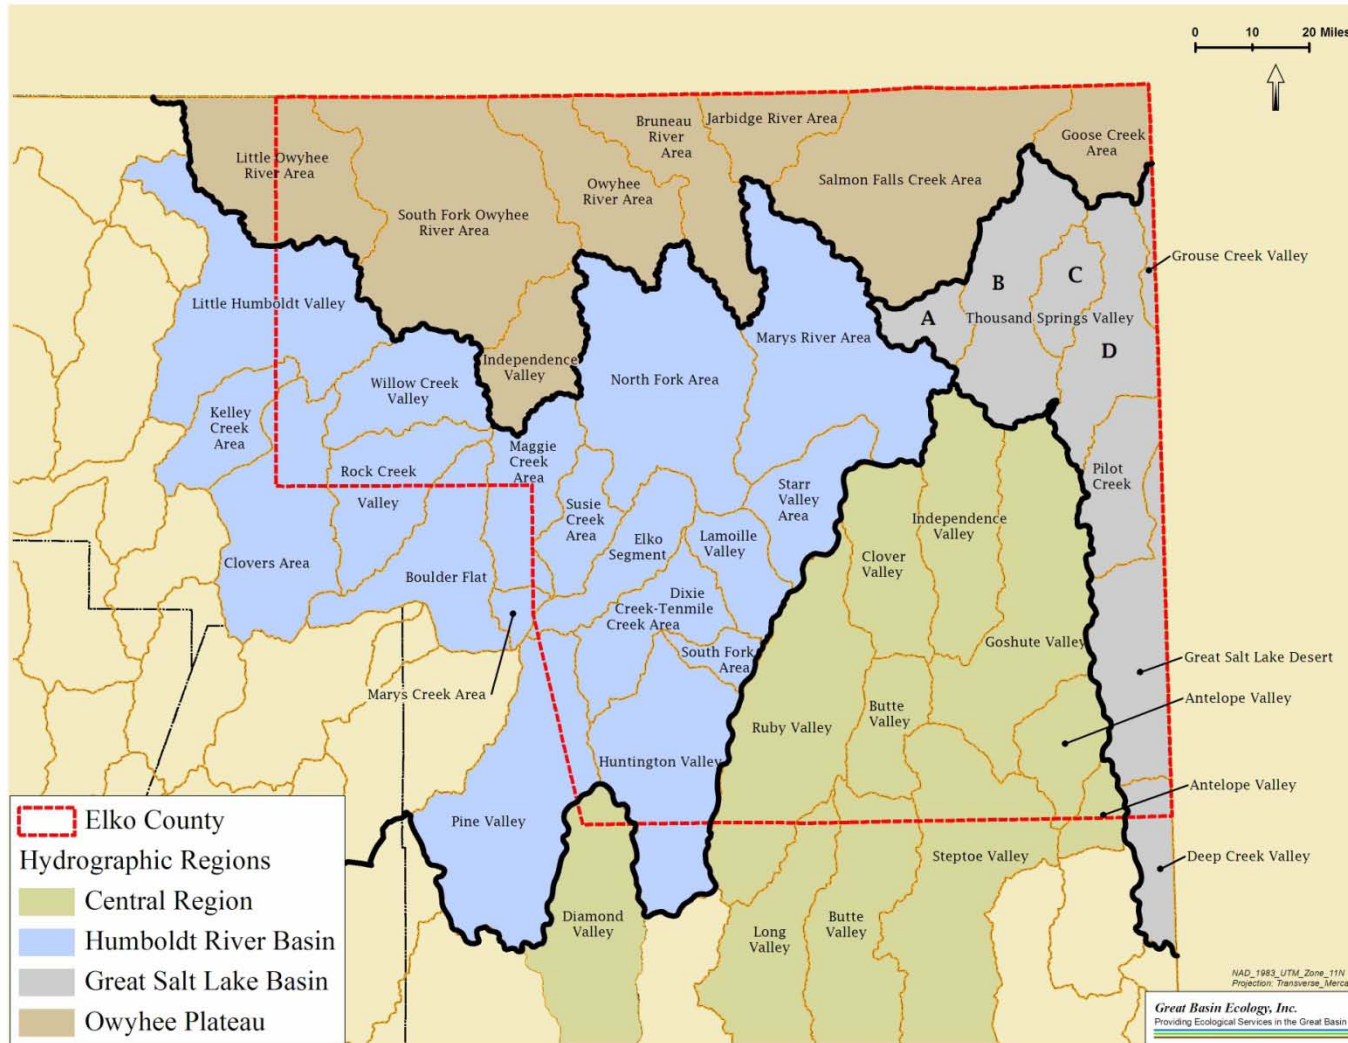 0 10 20 Miles
Jarbidge River Area
Bruneau
River
Area
Goose Creek
Area
Little Owyhee
River Area
Owyhee
River Area
Salmon Falls Creek Area
South Fork Owyhee
River Area
Grouse Creek Valley
B
C
Little Humboldt Valley
A
Thousand Springs Valley
Marys River Area
D
Independence
Valley
Willow Creek
Valley
North Fork Area
Kelley
Creek
Area
Maggie
Creek
Area
Rock Creek
Valley
Pilot
Creek
Starr
Valley
Area
Susie
Creek
Area
Independence
Valley
Elko
Segment
Lamoille
Valley
Clovers Area
Clover
Valley
Boulder Flat
Dixie
Creek-Tenmile
Creek Area
Goshute Valley
South Fork
Area
Great Salt Lake Desert
Marys Creek Area
Antelope Valley
Butte
Valley
Ruby Valley
Huntington Valley
Antelope Valley
Pine Valley
Steptoe Valley
Deep Creek Valley
Diamond
Valley
Butte
Valley
Long
Valley
Elko County
Hydrographic Regions
Central Region
Humboldt River Basin
Great Salt Lake Basin
Owyhee Plateau
NAD_1983_UTM_Zone_11N
Projection: Transverse_Merca
Great Basin Ecology, Inc.
Providing Ecological Services in the Great Basin